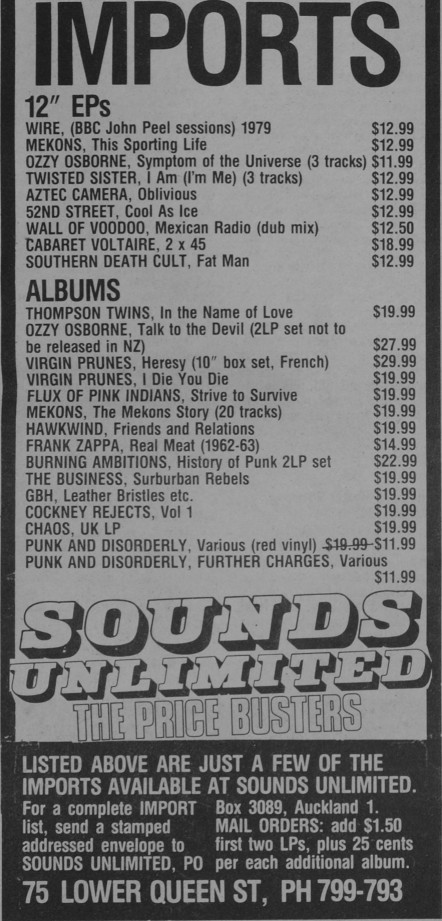 IMPORTS
12" EPs
WIRE, (BBC John Peel sessions) 1979 $12.99
MEKONS, This Sporting Life $12.99
OZZY OSBORNE, Symptom of the Universe (3 tracks) $11.99
TWISTED SISTER, I Am (I'm Me) (3 tracks) $12.99
AZTEC CAMERA, Oblivious $12.99
52ND STREET, Cool As Ice $12.99
WALL OF VOODOO, Mexican Radio (dub mix) $12.50
CABARET VOLTAIRE, 2 x 45 $18.99
SOUTHERN DEATH CULT, Fat Man $12.99
ALBUMS
THOMPSON TWINS, In the Name of Love $19.99
OZZY OSBORNE, Talk to the Devil (2LP set not to
be released in NZ) $27.99
VIRGIN PRUNES, Heresy (10" box set, French) $29.99
VIRGIN PRUNES, I Die You Die $19.99
FLUX OF PINK INDIANS, Strive to Survive $19.99
MEKONS, The Mekons Story (20 tracks) $19.99
HAWKWIND, Friends and Relations $19.99
FRANK ZAPPA, Real Meat (1962-63) $14.99
BURNING AMBITIONS, History of Punk 2LP set $22.99
THE BUSINESS, Surburban Rebels $19.99
GBH, Leather Bristles etc. $19.99
COCKNEY REJECTS, Vol 1 $19.99
CHAOS, UK LP $19.99
PUNK AND DISORDERLY, Various (red vinyl) $19.99 $11.99
PUNK AND DISORDERLY, FURTHER CHARGES, Various
$11.99
SOUNDS
UNLIMITED
THE PRICE BUSTERS
LISTED ABOVE ARE JUST A FEW OF THE
IMPORTS AVAILABLE AT SOUNDS UNLIMITED.
For a complete IMPORT
list, send a stamped
addressed envelope to
SOUNDS UNLIMITED, PO
Box 3089, Auckland 1.
MAIL ORDERS: add $1.50
first two LPs, plus 25 cents
per each additional album.
75 LOWER QUEEN ST, PH 799-793